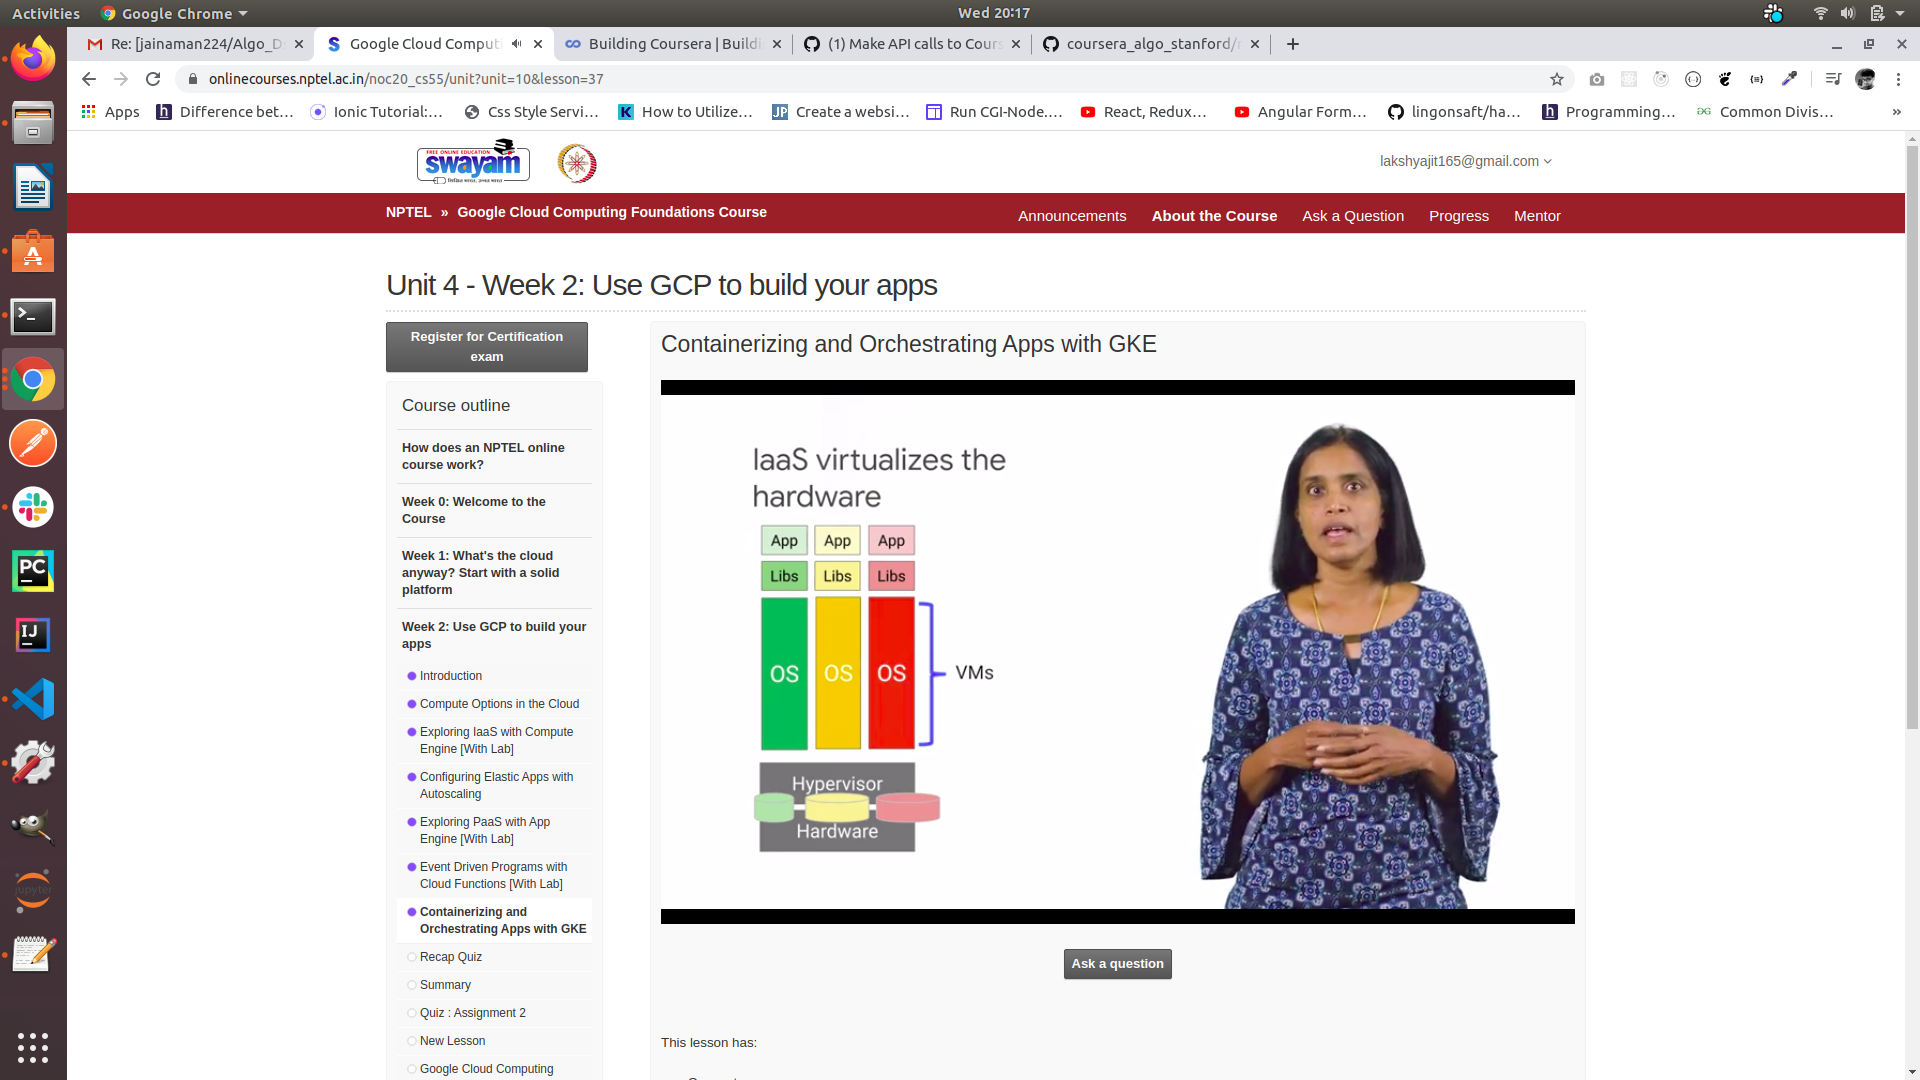 Activities
Google Chrome
Wed 20:17
Re: [jainaman224/Algo_D
Google Cloud Computi
Building Coursera | Buildi
(1) Make API calls to Cours
coursera_algo_stanford/
onlinecourses.nptel.ac.in/noc20_cs55/unit?unit=10&lesson=37
Apps
Difference bet…
Ionic Tutorial:…
Css Style Servi…
How to Utilize…
Create a websi…
Run CGI-Node.…
React, Redux…
Angular Form…
lingonsaft/ha…
Programming…
Common Divis…
»
FREE ONLINE EDUCATION
swayam
lakshyajit165@gmail.com
NPTEL » Google Cloud Computing Foundations Course
Announcements
About the Course
Ask a Question
Progress
Mentor
Unit 4 - Week 2: Use GCP to build your apps
Register for Certification
exam
Course outline
How does an NPTEL online
course work?
Week 0: Welcome to the
Course
Week 1: What's the cloud
anyway? Start with a solid
platform
Week 2: Use GCP to build your
apps
Introduction
Compute Options in the Cloud
Exploring IaaS with Compute
Engine [With Lab]
Configuring Elastic Apps with
Autoscaling
Exploring PaaS with App
Engine [With Lab]
Event Driven Programs with
Cloud Functions [With Lab]
Containerizing and
Orchestrating Apps with GKE
Recap Quiz
Summary
Quiz : Assignment 2
New Lesson
Google Cloud Computing
Containerizing and Orchestrating Apps with GKE
IaaS virtualizes the
hardware
App App App
Libs Libs Libs
OS OS OS
VMs
Hypervisor
Hardware
Ask a question
This lesson has:
PC
IJ
jupyter